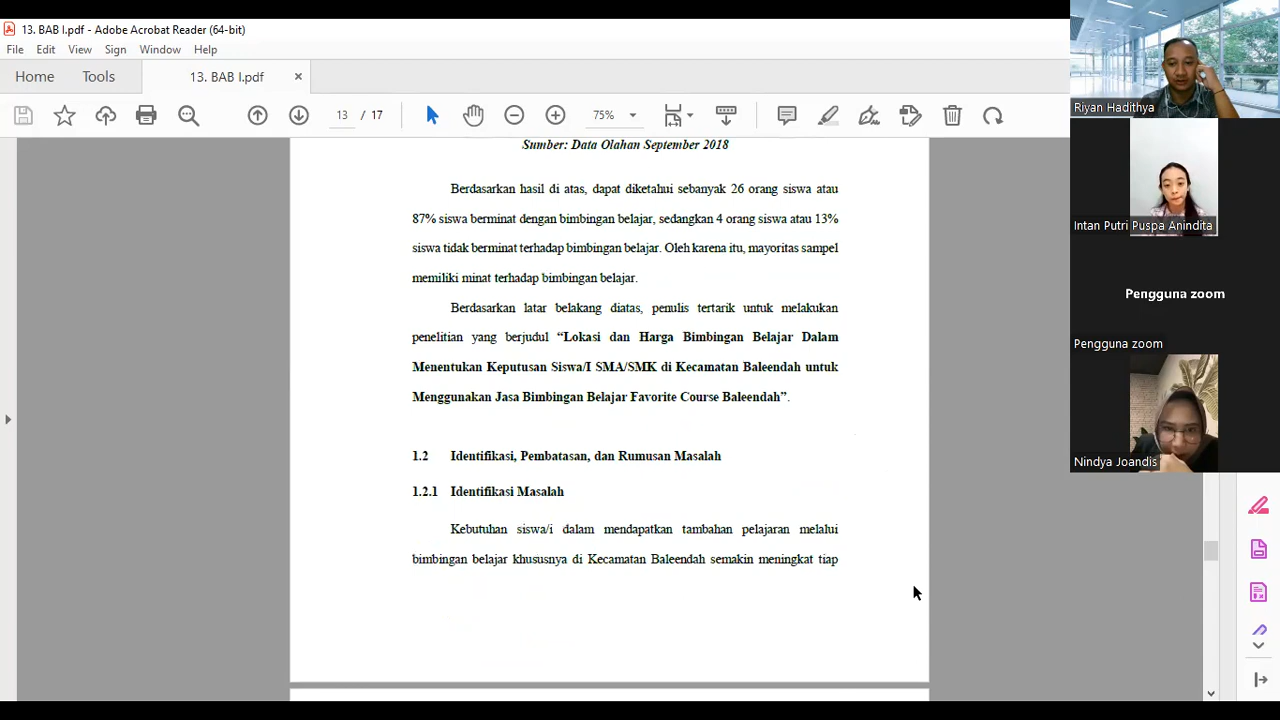 13. BAB I.pdf - Adobe Acrobat Reader (64-bit)
File Edit View Sign Window Help
Home Tools 13. BAB I.pdf ×
13 / 17 75%
Sumber: Data Olahan September 2018
Berdasarkan hasil di atas, dapat diketahui sebanyak 26 orang siswa atau
87% siswa berminat dengan bimbingan belajar, sedangkan 4 orang siswa atau 13%
siswa tidak berminat terhadap bimbingan belajar. Oleh karena itu, mayoritas sampel
memiliki minat terhadap bimbingan belajar.
Berdasarkan latar belakang diatas, penulis tertarik untuk melakukan
penelitian yang berjudul “Lokasi dan Harga Bimbingan Belajar Dalam
Menentukan Keputusan Siswa/I SMA/SMK di Kecamatan Baleendah untuk
Menggunakan Jasa Bimbingan Belajar Favorite Course Baleendah”.
1.2 Identifikasi, Pembatasan, dan Rumusan Masalah
1.2.1 Identifikasi Masalah
Kebutuhan siswa/i dalam mendapatkan tambahan pelajaran melalui
bimbingan belajar khususnya di Kecamatan Baleendah semakin meningkat tiap
Riyan Hadithya
Intan Putri Puspa Anindita
Pengguna zoom
Pengguna zoom
Nindya Joandis